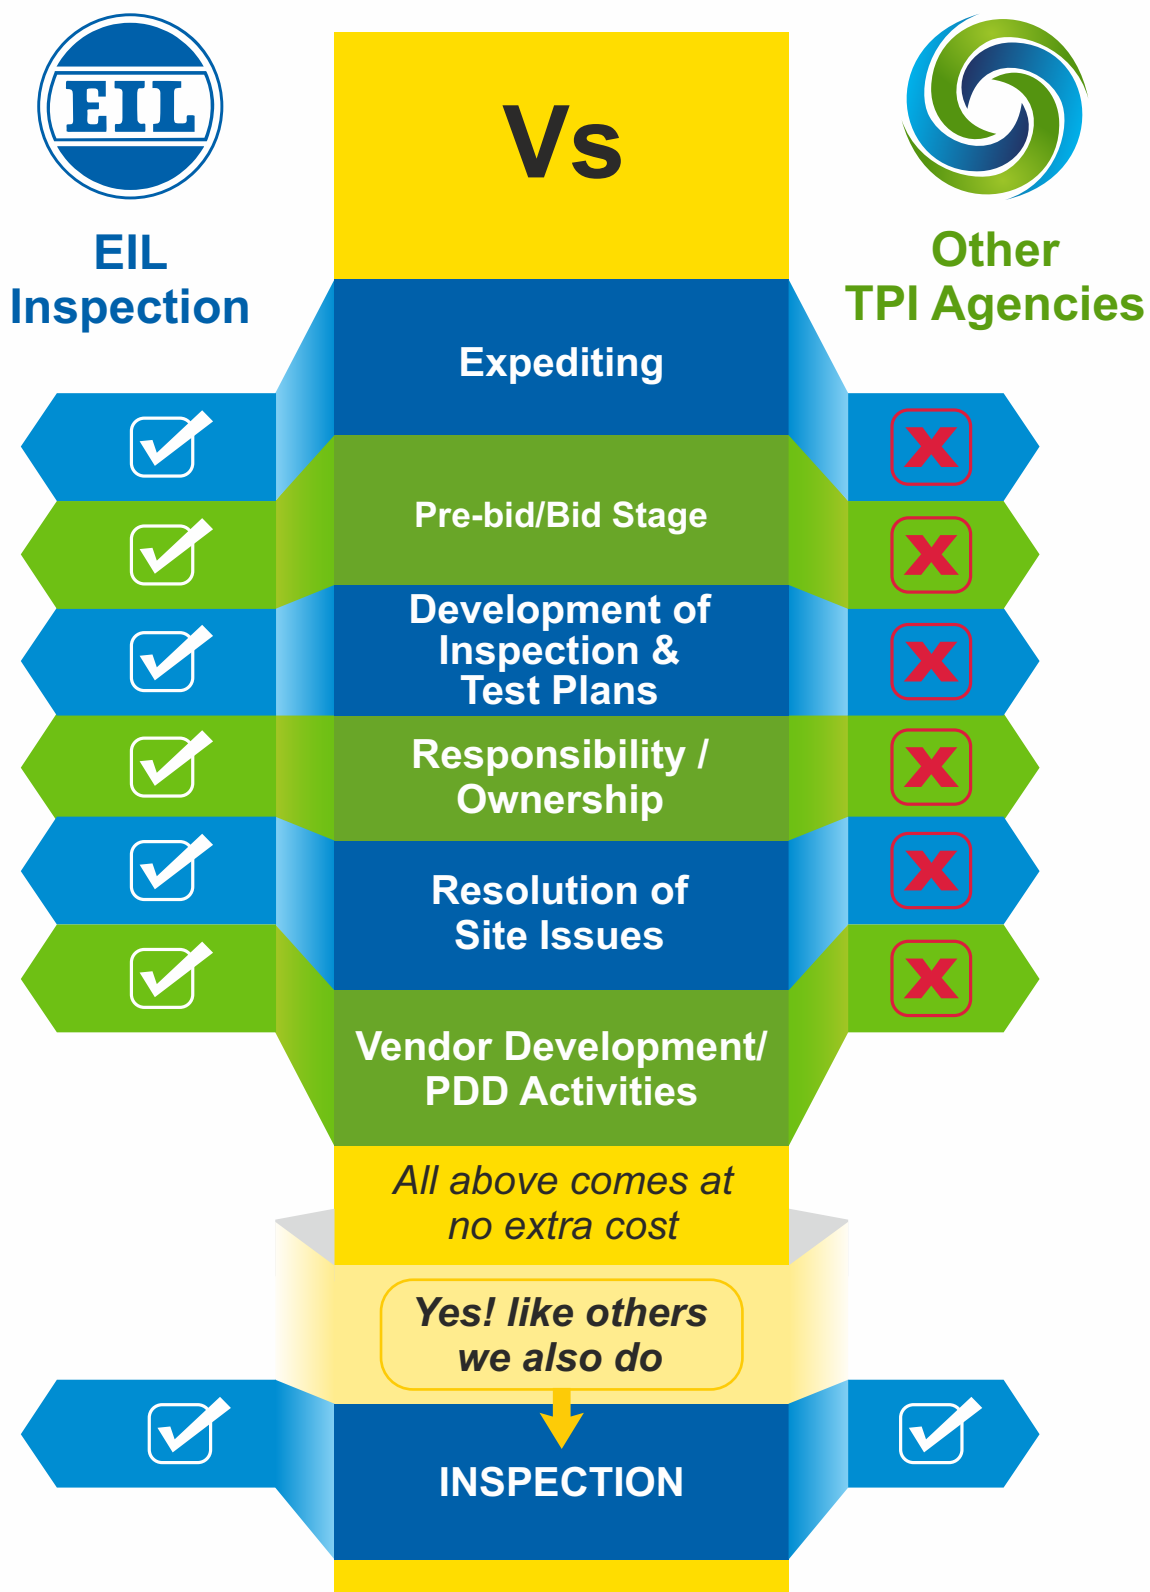 EIL
Vs
EIL
Inspection
Other
TPI Agencies
Expediting
Pre-bid/Bid Stage
Development of
Inspection &
Test Plans
Responsibility /
Ownership
Resolution of
Site Issues
Vendor Development/
PDD Activities
All above comes at
no extra cost
Yes! like others
we also do
INSPECTION